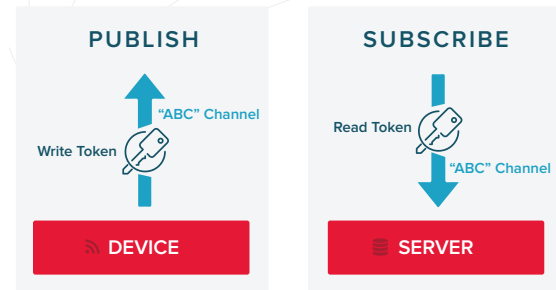 PUBLISH
“ABC” Channel
Write Token
DEVICE
SUBSCRIBE
Read Token
“ABC” Channel
SERVER